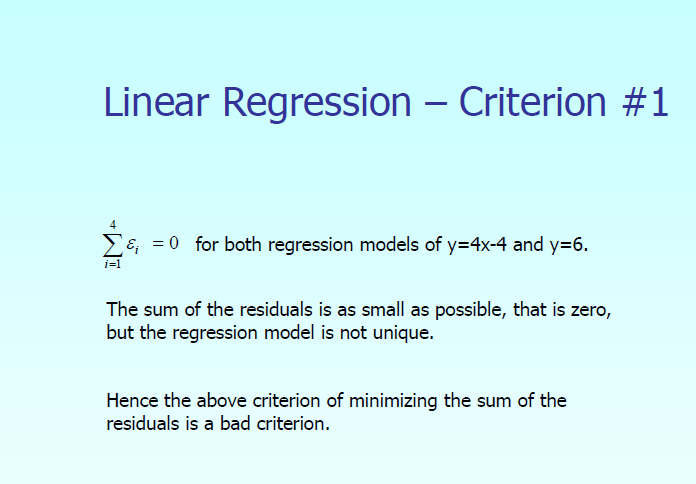 Linear Regression – Criterion #1
4
∑ εᵢ = 0 for both regression models of y=4x-4 and y=6.
i=1
The sum of the residuals is as small as possible, that is zero,
but the regression model is not unique.
Hence the above criterion of minimizing the sum of the
residuals is a bad criterion.